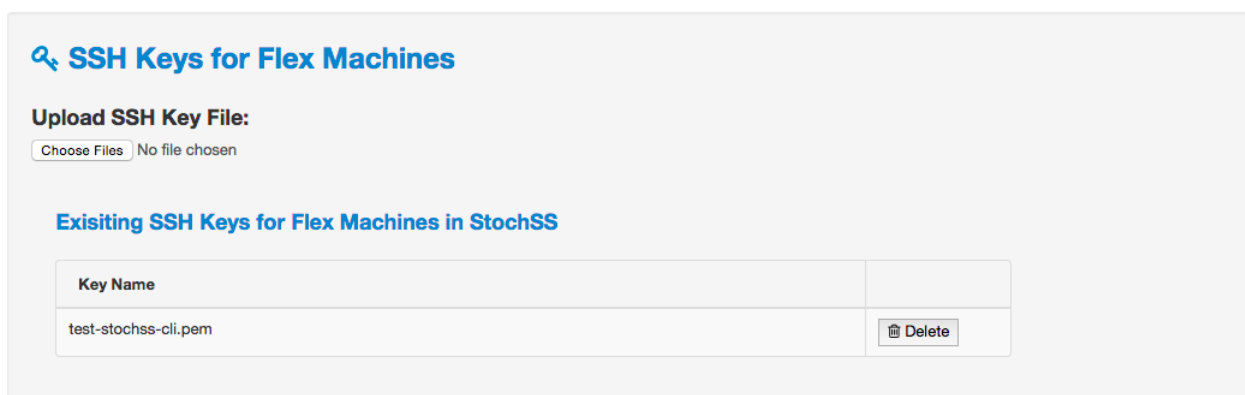 SSH Keys for Flex Machines
Upload SSH Key File:
Choose Files No file chosen
Exisiting SSH Keys for Flex Machines in StochSS
Key Name
test-stochss-cli.pem Delete